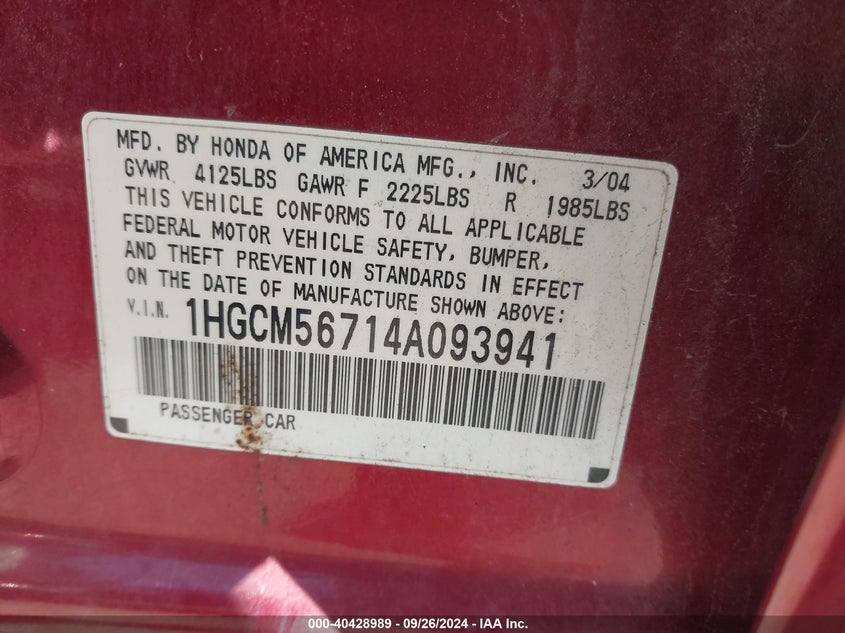 MFD. BY HONDA OF AMERICA MFG., INC. 3/04
GVWR 4125LBS GAWR F 2225LBS R 1985LBS
THIS VEHICLE CONFORMS TO ALL APPLICABLE
FEDERAL MOTOR VEHICLE SAFETY, BUMPER,
AND THEFT PREVENTION STANDARDS IN EFFECT
ON THE DATE OF MANUFACTURE SHOWN ABOVE:
V.I.N. 1HGCM56714A093941
PASSENGER CAR
000-40428989 - 09/26/2024 - IAA Inc.